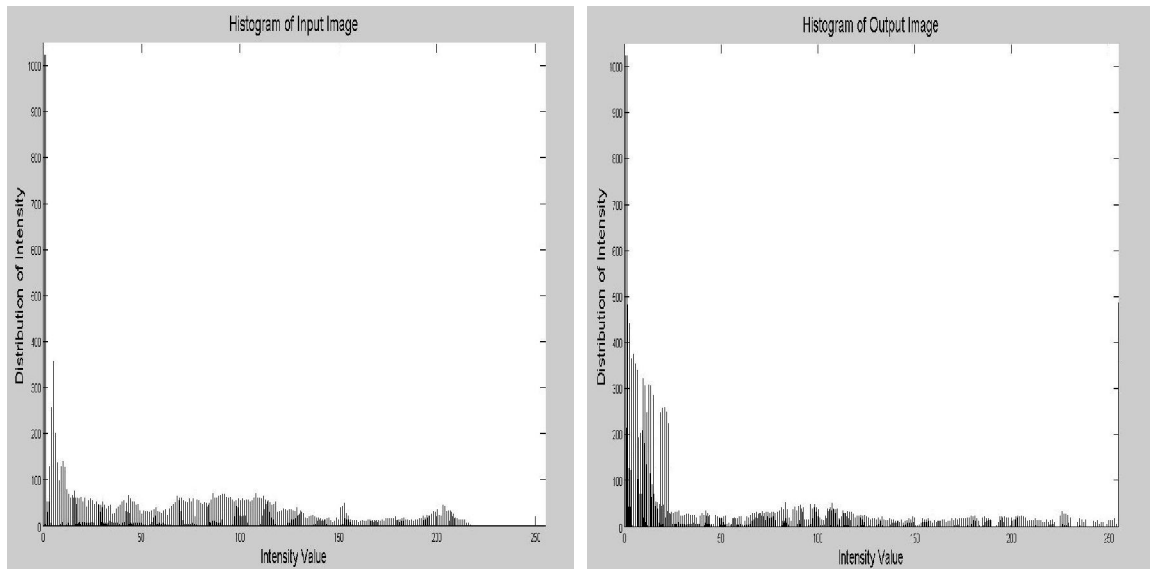 Histogram of Input Image
1000
900
800
700
600
500
400
300
200
100
0
Distribution of Intensity
0 50 100 150 200 250
Intensity Value
Histogram of Output Image
1000
900
800
700
600
500
400
300
200
100
0
Distribution of Intensity
0 50 100 150 200 250
Intensity Value